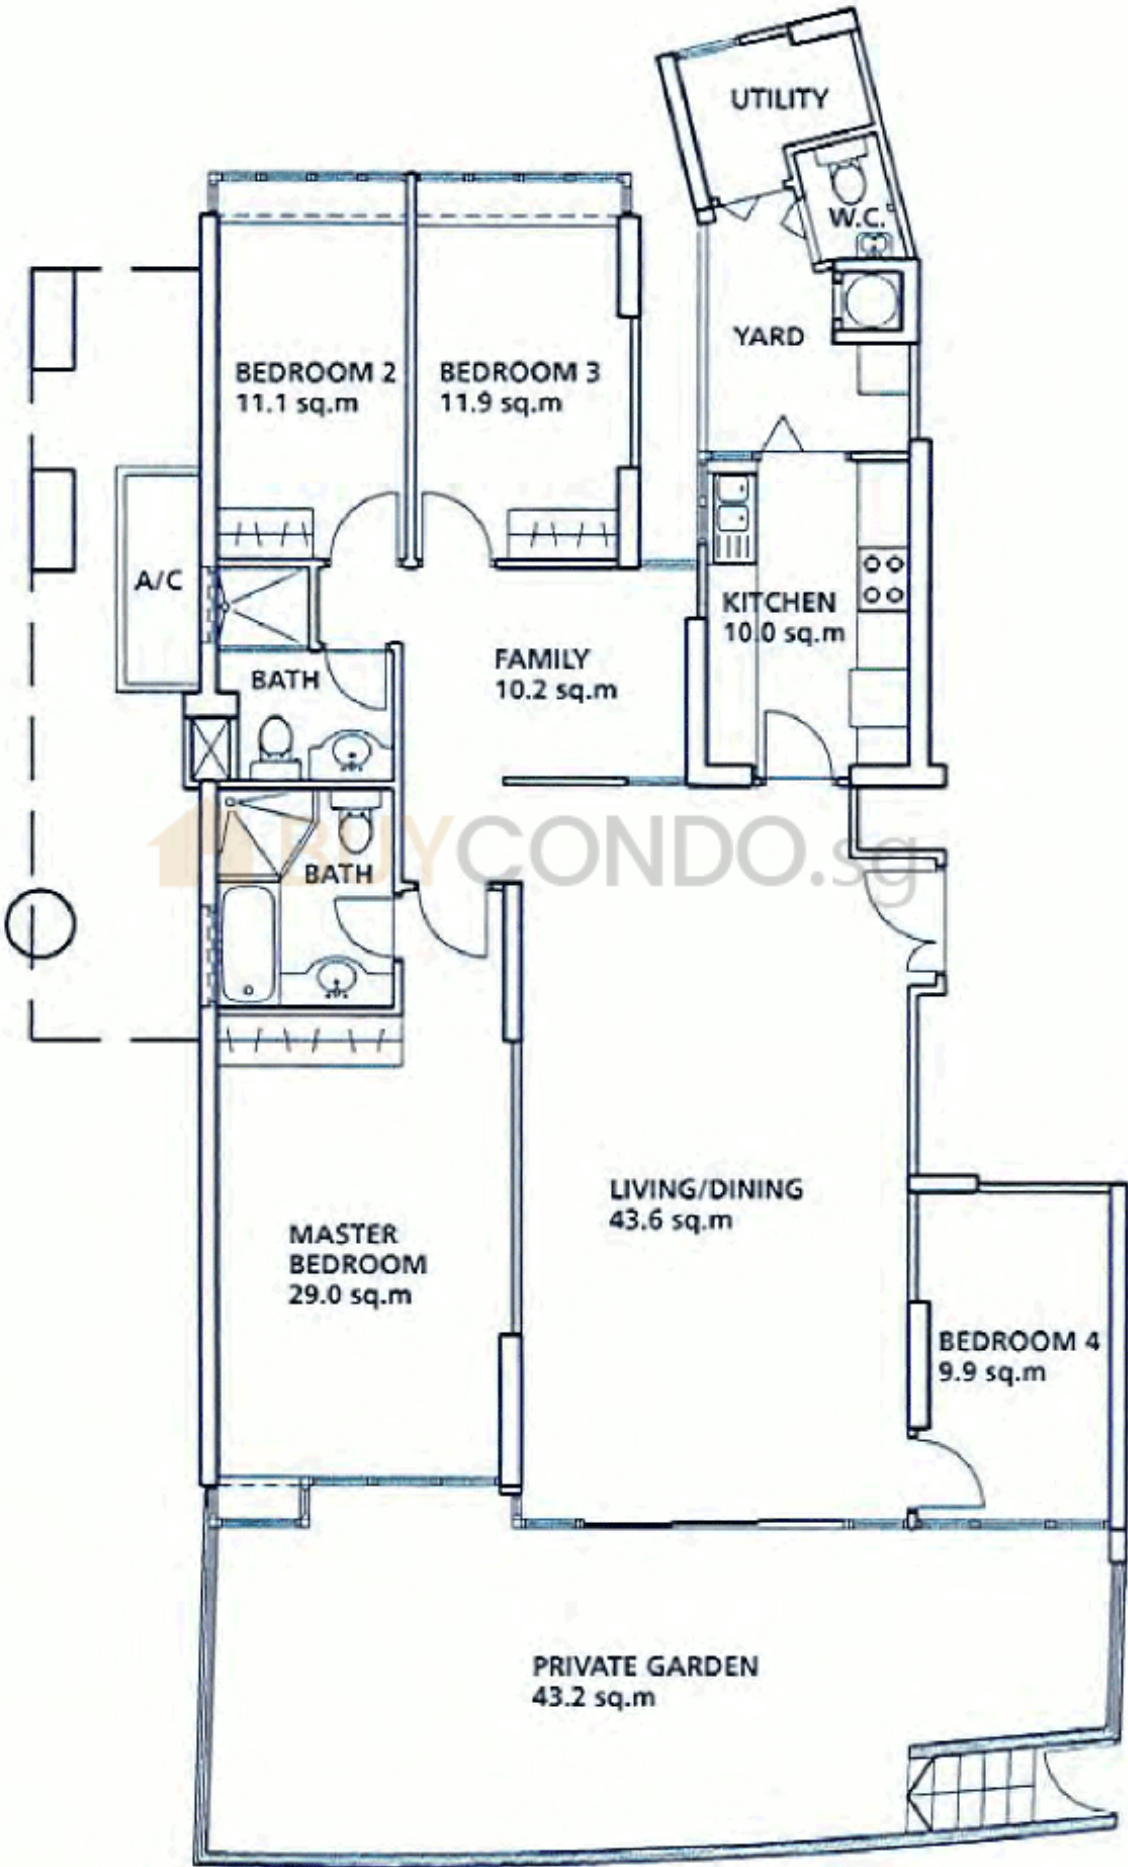 UTILITY
W.C.
YARD
BEDROOM 2
11.1 sq.m
BEDROOM 3
11.9 sq.m
A/C
KITCHEN
10.0 sq.m
FAMILY
10.2 sq.m
BATH
BUYCONDO.sg
BATH
LIVING/DINING
43.6 sq.m
MASTER
BEDROOM
29.0 sq.m
BEDROOM 4
9.9 sq.m
PRIVATE GARDEN
43.2 sq.m